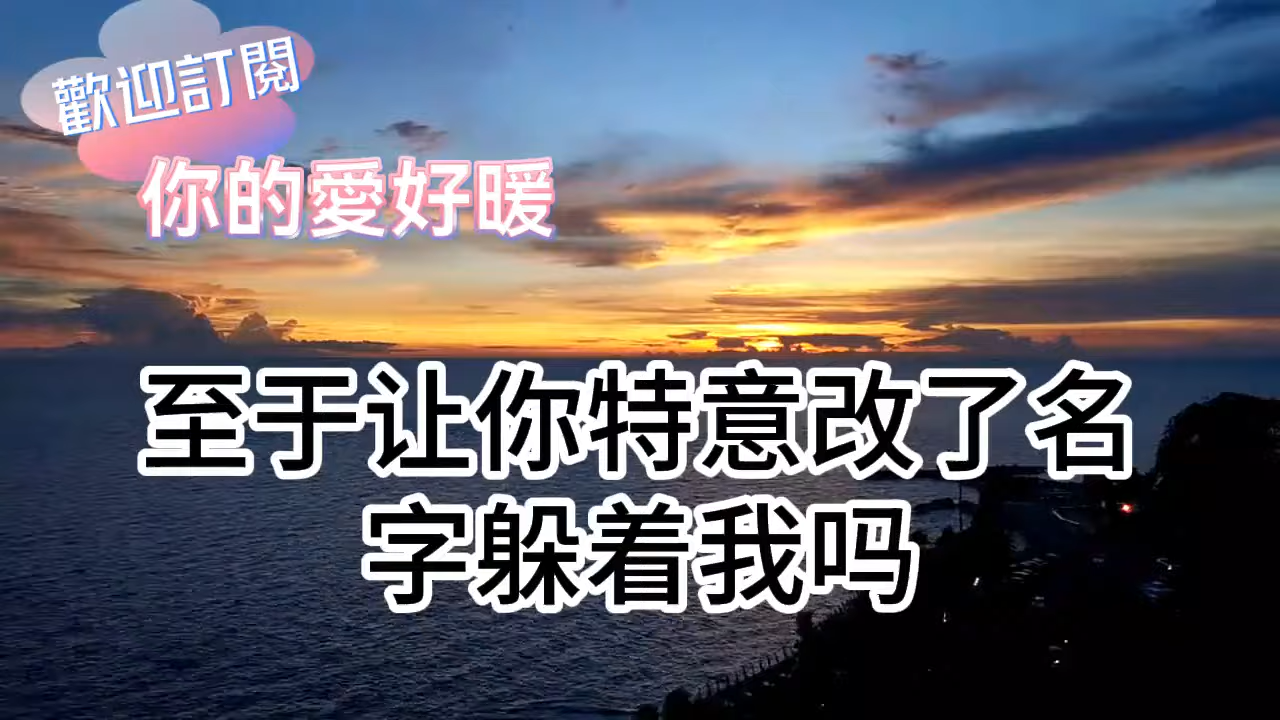 歡迎訂閱
你的愛好暖
至于让你特意改了名
字躲着我吗